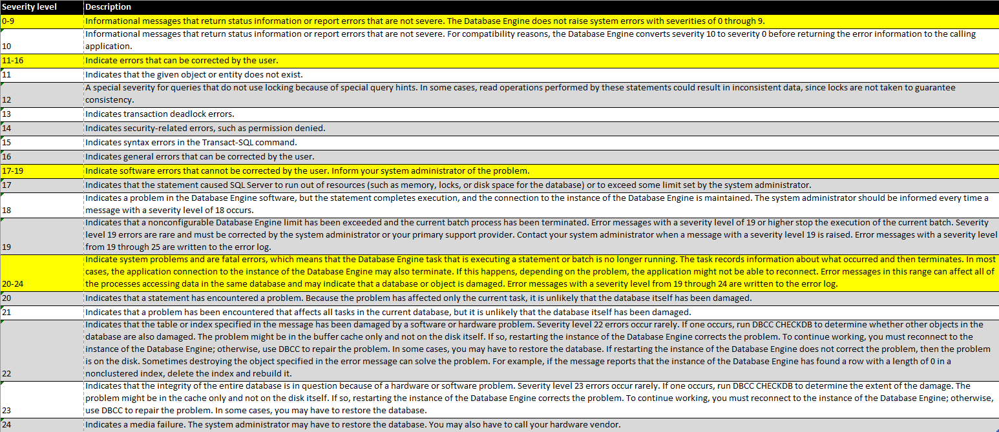 Severity level Description
0-9 Informational messages that return status information or report errors that are not severe. The Database Engine does not raise system errors with severities of 0 through 9.
Informational messages that return status information or report errors that are not severe. For compatibility reasons, the Database Engine converts severity 10 to severity 0 before returning the error information to the calling
10 application.
11-16 Indicate errors that can be corrected by the user.
11 Indicates that the given object or entity does not exist.
A special severity for queries that do not use locking because of special query hints. In some cases, read operations performed by these statements could result in inconsistent data, since locks are not taken to guarantee
12 consistency.
13 Indicates transaction deadlock errors.
14 Indicates security-related errors, such as permission denied.
15 Indicates syntax errors in the Transact-SQL command.
16 Indicates general errors that can be corrected by the user.
17-19 Indicate software errors that cannot be corrected by the user. Inform your system administrator of the problem.
17 Indicates that the statement caused SQL Server to run out of resources (such as memory, locks, or disk space for the database) or to exceed some limit set by the system administrator.
Indicates a problem in the Database Engine software, but the statement completes execution, and the connection to the instance of the Database Engine is maintained. The system administrator should be informed every time a
18 message with a severity level of 18 occurs.
Indicates that a nonconfigurable Database Engine limit has been exceeded and the current batch process has been terminated. Error messages with a severity level of 19 or higher stop the execution of the current batch. Severity
level 19 errors are rare and must be corrected by the system administrator or your primary support provider. Contact your system administrator when a message with a severity level 19 is raised. Error messages with a severity level
19 from 19 through 25 are written to the error log.
Indicate system problems and are fatal errors, which means that the Database Engine task that is executing a statement or batch is no longer running. The task records information about what occurred and then terminates. In most
cases, the application connection to the instance of the Database Engine may also terminate. If this happens, depending on the problem, the application might not be able to reconnect. Error messages in this range can affect all of
20-24 the processes accessing data in the same database and may indicate that a database or object is damaged. Error messages with a severity level from 19 through 24 are written to the error log.
20 Indicates that a statement has encountered a problem. Because the problem has affected only the current task, it is unlikely that the database itself has been damaged.
21 Indicates that a problem has been encountered that affects all tasks in the current database, but it is unlikely that the database itself has been damaged.
Indicates that the table or index specified in the message has been damaged by a software or hardware problem. Severity level 22 errors occur rarely. If one occurs, run DBCC CHECKDB to determine whether other objects in the
database are also damaged. The problem might be in the buffer cache only and not on the disk itself. If so, restarting the instance of the Database Engine corrects the problem. To continue working, you must reconnect to the
instance of the Database Engine; otherwise, use DBCC to repair the problem. In some cases, you may have to restore the database. If restarting the instance of the Database Engine does not correct the problem, then the problem
is on the disk. Sometimes destroying the object specified in the error message can solve the problem. For example, if the message reports that the instance of the Database Engine has found a row with a length of 0 in a
22 nonclustered index, delete the index and rebuild it.
Indicates that the integrity of the entire database is in question because of a hardware or software problem. Severity level 23 errors occur rarely. If one occurs, run DBCC CHECKDB to determine the extent of the damage. The
problem might be in the cache only and not on the disk itself. If so, restarting the instance of the Database Engine corrects the problem. To continue working, you must reconnect to the instance of the Database Engine; otherwise,
23 use DBCC to repair the problem. In some cases, you may have to restore the database.
24 Indicates a media failure. The system administrator may have to restore the database. You may also have to call your hardware vendor.